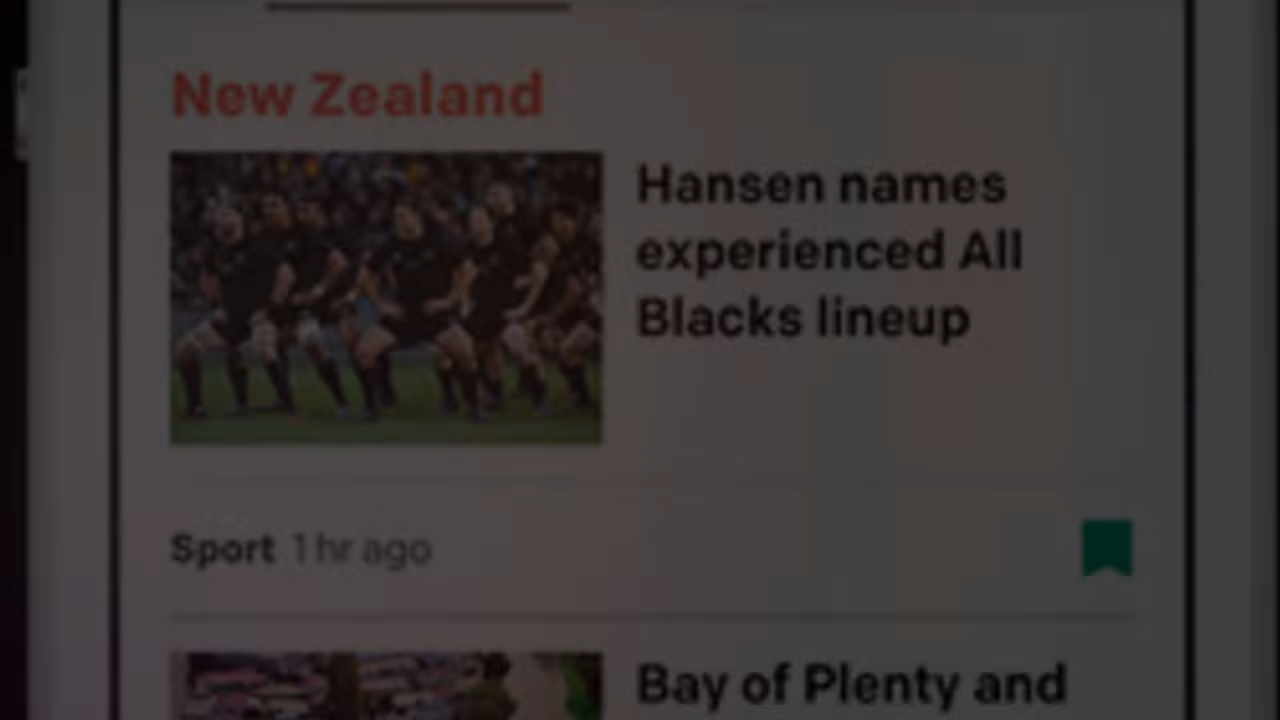 New Zealand
Hansen names
experienced All
Blacks lineup
Sport 1 hr ago
Bay of Plenty and